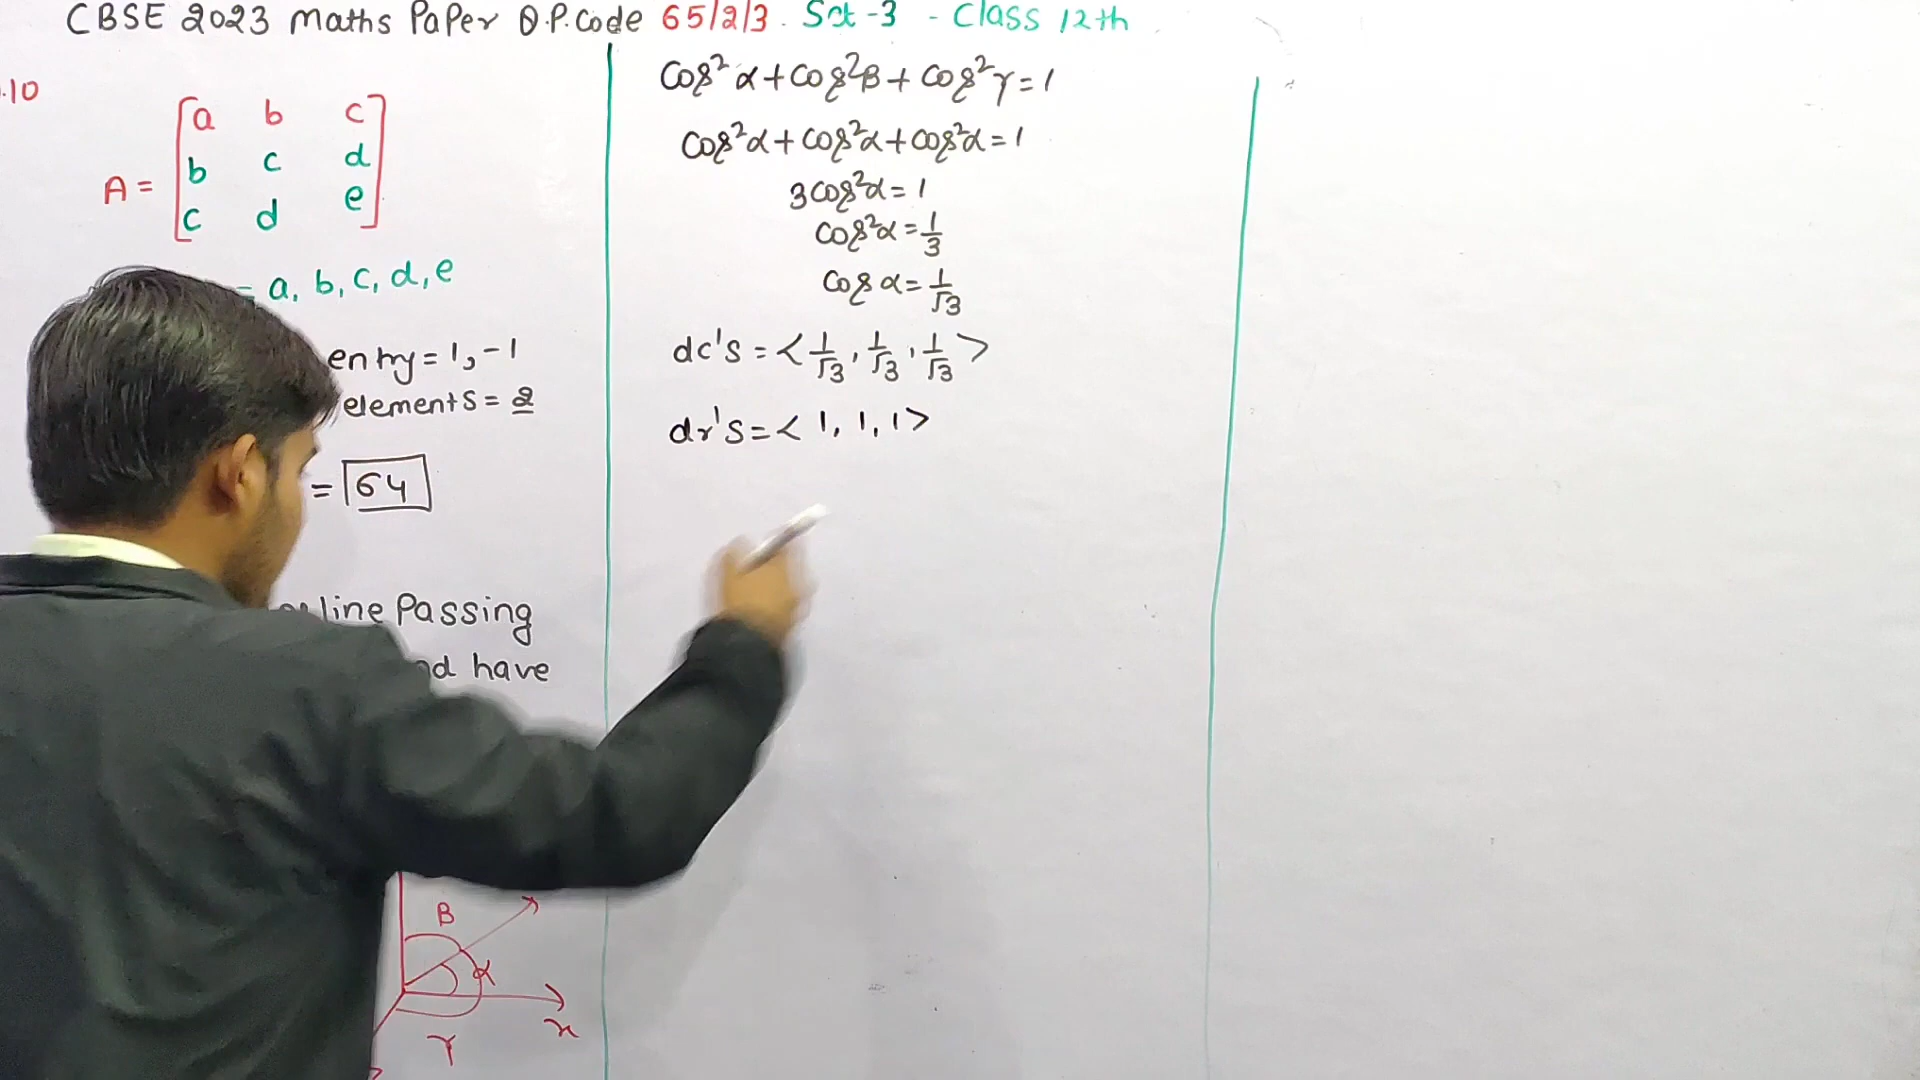 CBSE 2023 Maths Paper Q.P.Code 65/2/3. Set-3 - Class 12th
.10
A = [a b c
b c d
c d e]
= a, b, c, d, e
entry = 1, -1
elements = 2
= 64
line Passing
have
B
α
x
γ
Cos²α + Cos²β + Cos²γ = 1
Cos²α + Cos²α + Cos²α = 1
3Cos²α = 1
Cos²α = 1/3
Cos α = 1/√3
dc's = < 1/√3, 1/√3, 1/√3 >
dr's = < 1, 1, 1 >